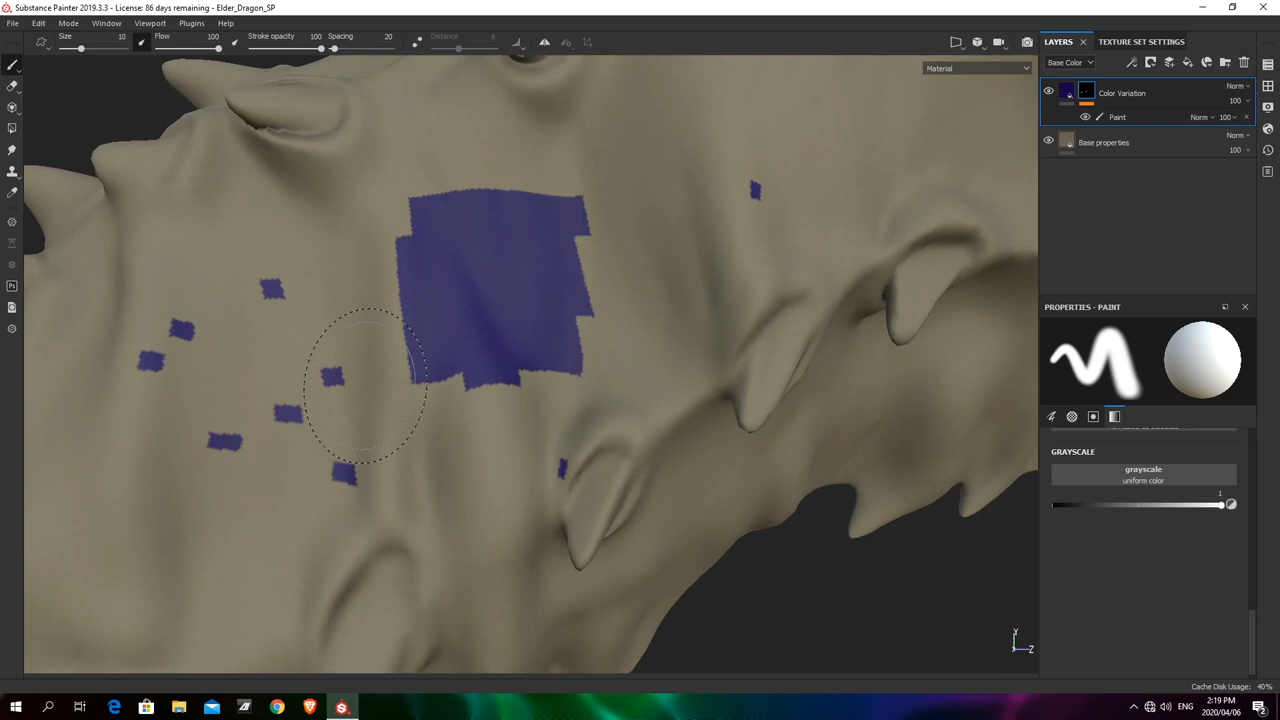 Substance Painter 2019.3.3 - License: 86 days remaining - Elder_Dragon_SP
File Edit Mode Window Viewport Plugins Help
Size 10 Flow 100 Stroke opacity 100 Spacing 20 Distance 8
LAYERS TEXTURE SET SETTINGS
Base Color
Material
Norm
Color Variation
100
Paint Norm 100
Norm
Base properties
100
PROPERTIES - PAINT
GRAYSCALE
grayscale
uniform color
1
Y
Z
Ps
Cache Disk Usage: 40%
ENG 2:19 PM
2020/04/06
2